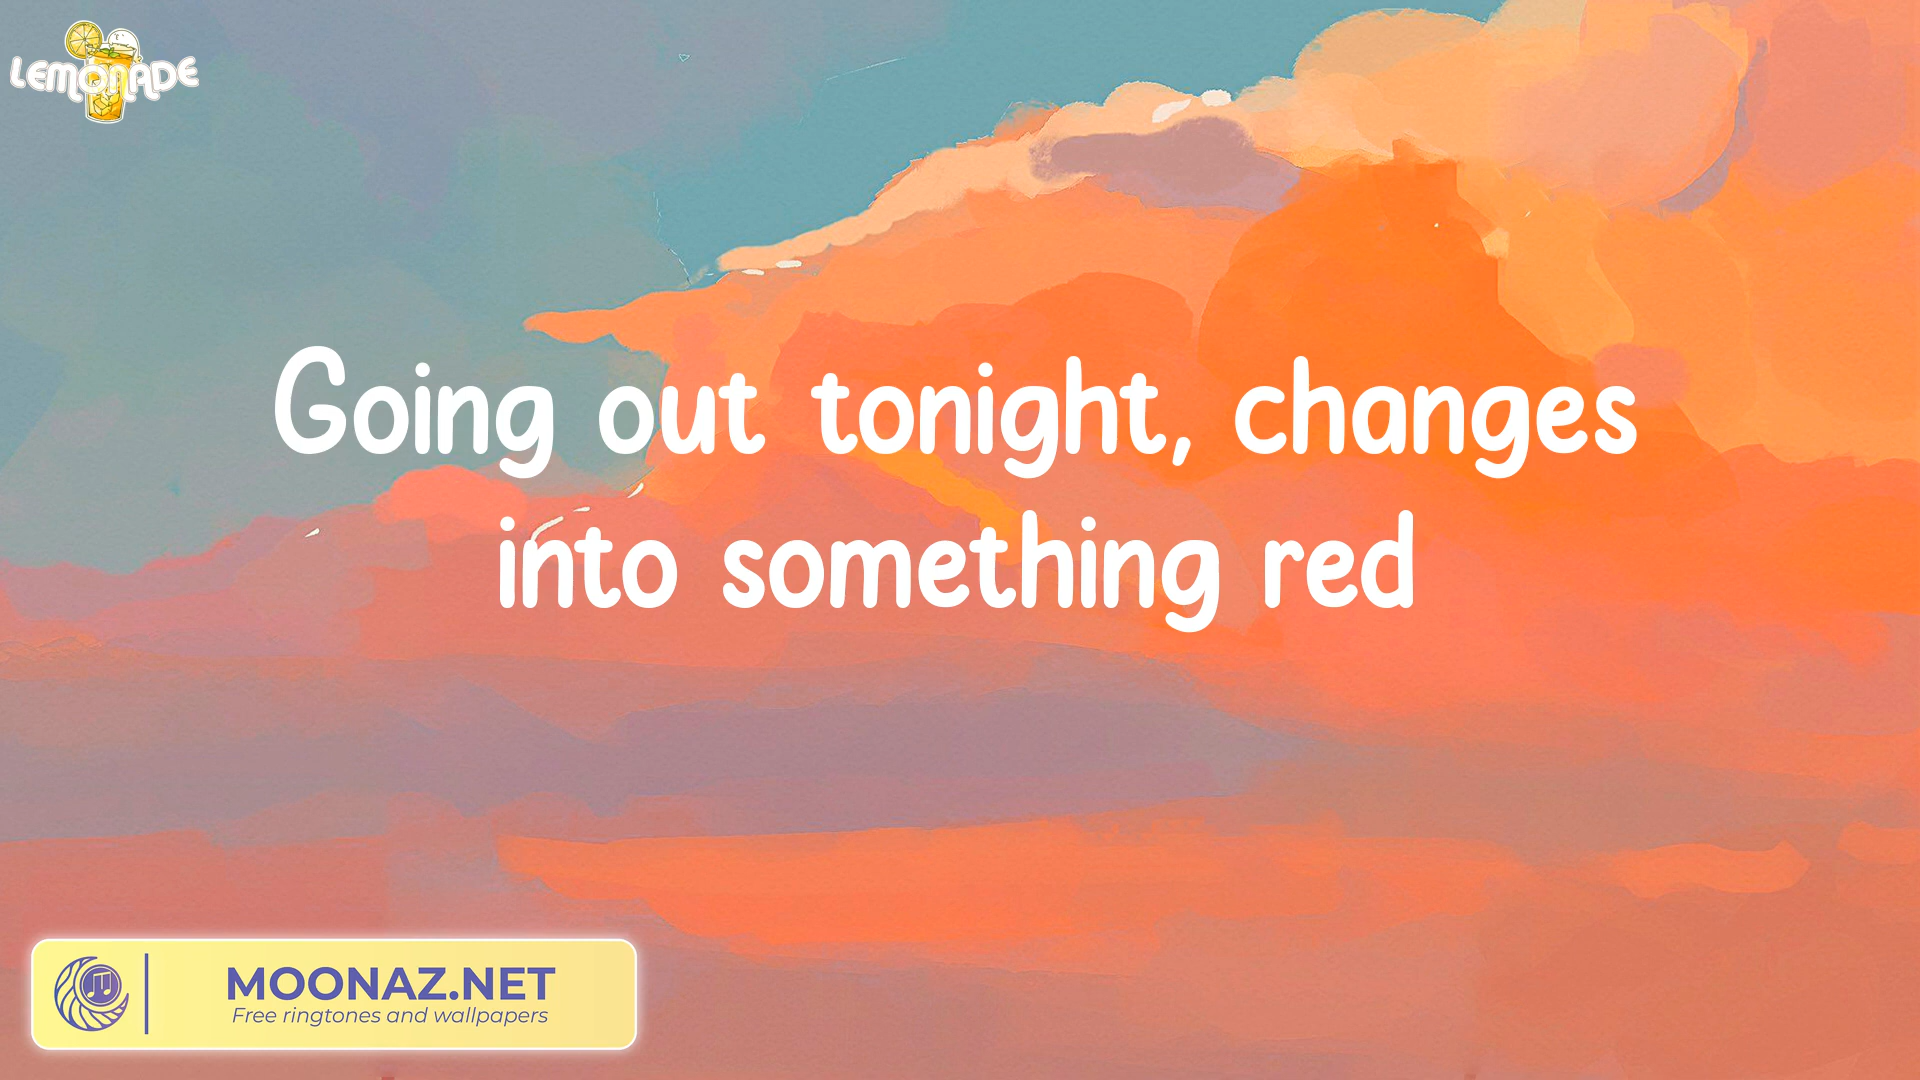 LEMONADE
Going out tonight, changes
into something red
MOONAZ.NET
Free ringtones and wallpapers